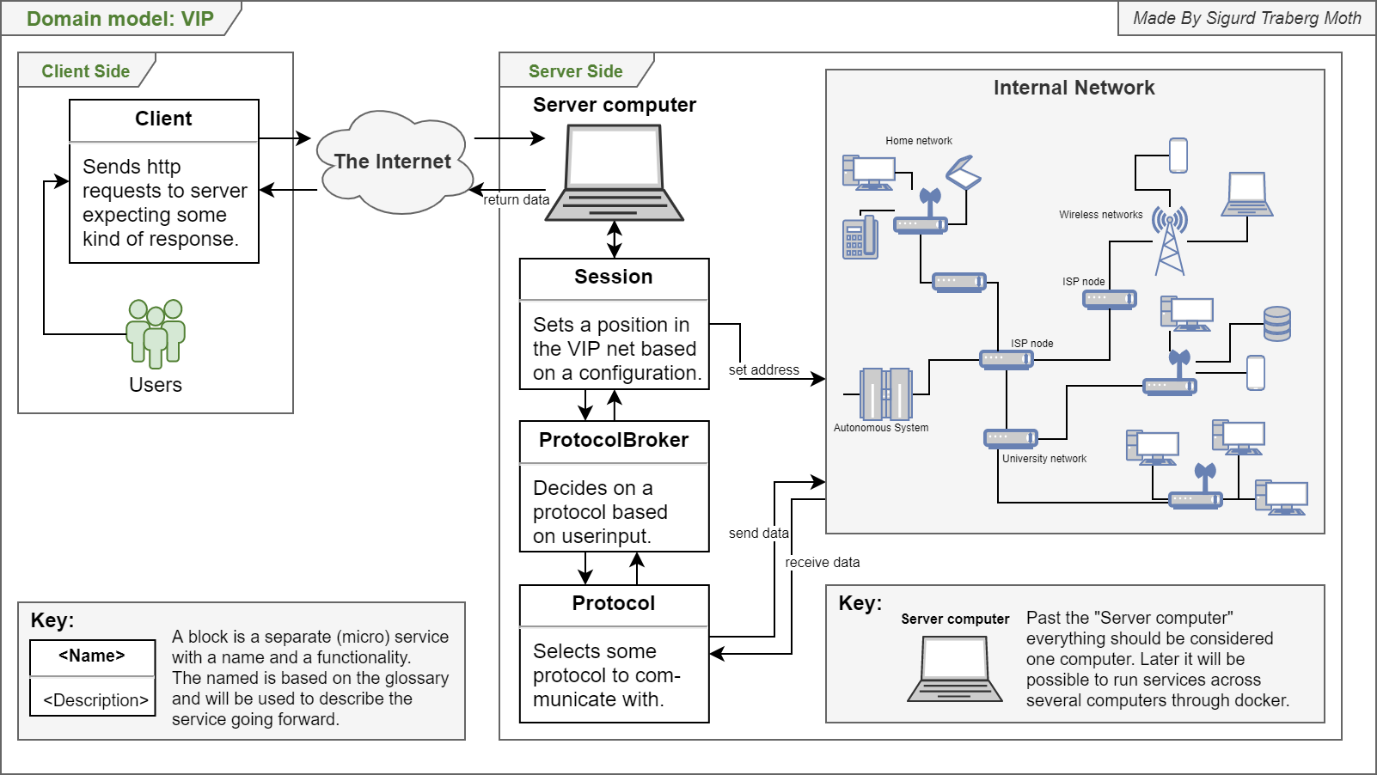 Domain model: VIP
Made By Sigurd Traberg Moth
Client Side
Client
Sends http
requests to server
expecting some
kind of response.
Users
The Internet
return data
Server Side
Server computer
Session
Sets a position in
the VIP net based
on a configuration.
set address
ProtocolBroker
Decides on a
protocol based
on userinput.
send data
receive data
Protocol
Selects some
protocol to com-
municate with.
Internal Network
Home network
Wireless networks
ISP node
ISP node
Autonomous System
University network
Key:
<Name>
<Description>
A block is a separate (micro) service
with a name and a functionality.
The named is based on the glossary
and will be used to describe the
service going forward.
Key:
Server computer
Past the "Server computer"
everything should be considered
one computer. Later it will be
possible to run services across
several computers through docker.